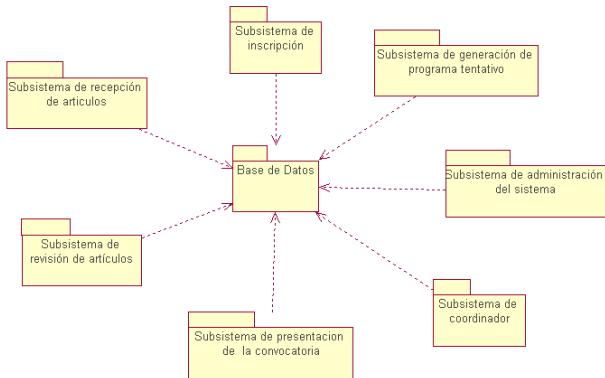 Subsistema de
inscripción
Subsistema de generación de
programa tentativo
Subsistema de recepción
de articulos
Base de Datos
Subsistema de administración
del sistema
Subsistema de
revisión de artículos
Subsistema de
coordinador
Subsistema de presentacion
de la convocatoria